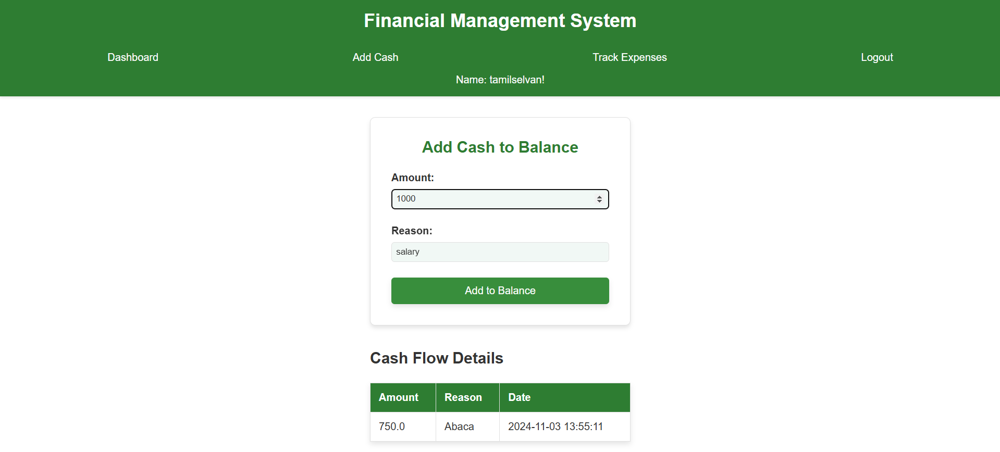 Financial Management System
Dashboard Add Cash Track Expenses Logout
Name: tamilselvan!
Add Cash to Balance
Amount:
1000
Reason:
salary
Add to Balance
Cash Flow Details
Amount Reason Date
750.0 Abaca 2024-11-03 13:55:11